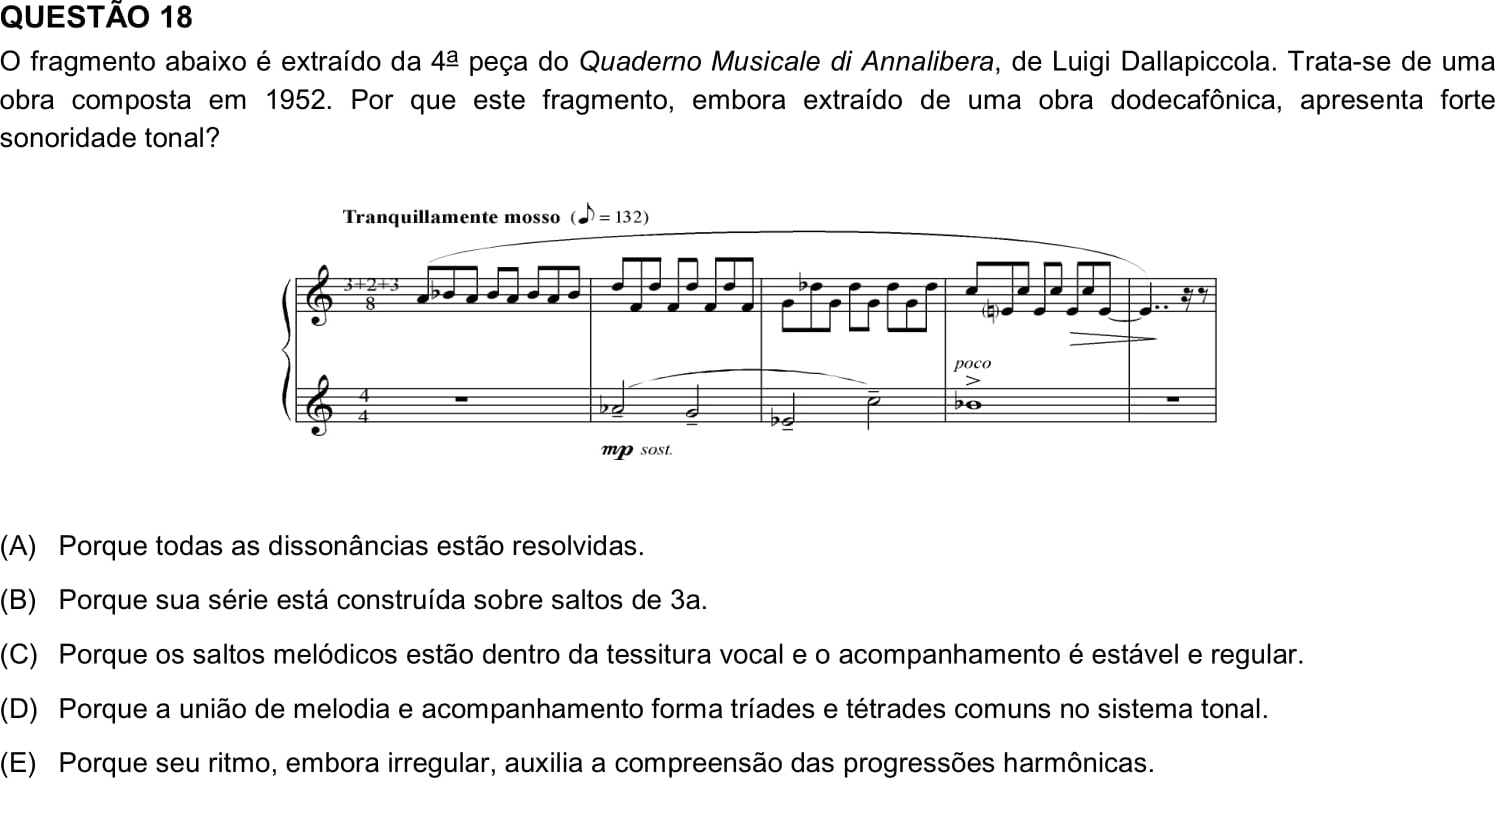 QUESTÃO 18
O fragmento abaixo é extraído da 4ª peça do Quaderno Musicale di Annalibera, de Luigi Dallapiccola. Trata-se de uma
obra composta em 1952. Por que este fragmento, embora extraído de uma obra dodecafônica, apresenta forte
sonoridade tonal?
Tranquillamente mosso (♪ = 132)
3+2+3
8
poco
4
4
mp sost.
(A) Porque todas as dissonâncias estão resolvidas.
(B) Porque sua série está construída sobre saltos de 3a.
(C) Porque os saltos melódicos estão dentro da tessitura vocal e o acompanhamento é estável e regular.
(D) Porque a união de melodia e acompanhamento forma tríades e tétrades comuns no sistema tonal.
(E) Porque seu ritmo, embora irregular, auxilia a compreensão das progressões harmônicas.